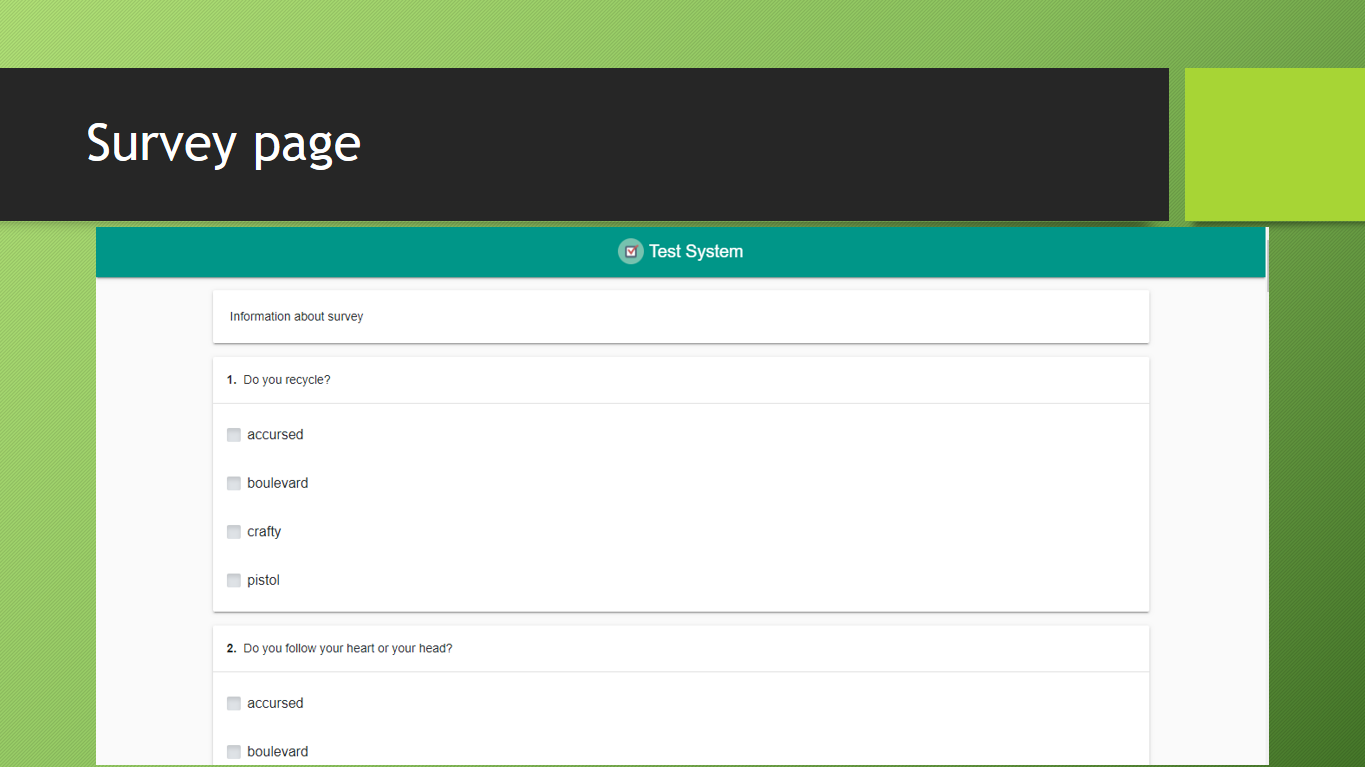 Survey page
Test System
Information about survey
1. Do you recycle?
accursed
boulevard
crafty
pistol
2. Do you follow your heart or your head?
accursed
boulevard